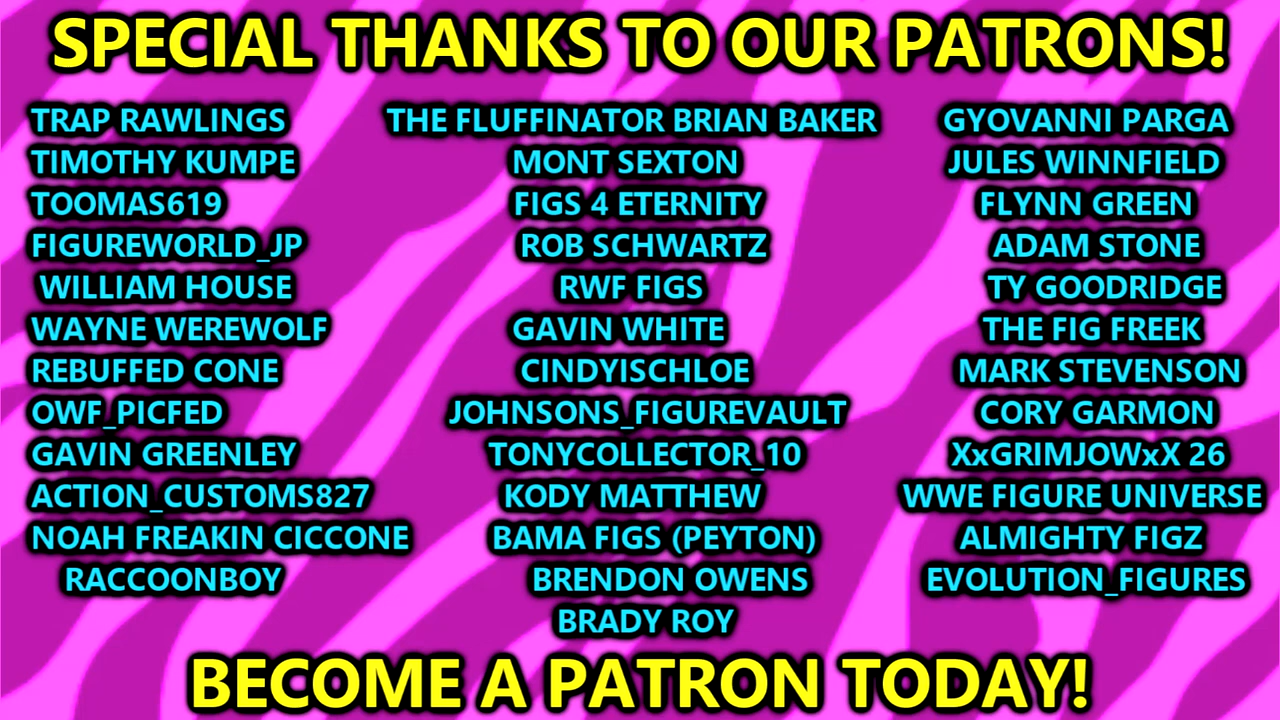 SPECIAL THANKS TO OUR PATRONS!
TRAP RAWLINGS
TIMOTHY KUMPE
TOOMAS619
FIGUREWORLD_JP
WILLIAM HOUSE
WAYNE WEREWOLF
REBUFFED CONE
OWF_PICFED
GAVIN GREENLEY
ACTION_CUSTOMS827
NOAH FREAKIN CICCONE
RACCOONBOY
THE FLUFFINATOR BRIAN BAKER
MONT SEXTON
FIGS 4 ETERNITY
ROB SCHWARTZ
RWF FIGS
GAVIN WHITE
CINDYISCHLOE
JOHNSONS_FIGUREVAULT
TONYCOLLECTOR_10
KODY MATTHEW
BAMA FIGS (PEYTON)
BRENDON OWENS
BRADY ROY
GYOVANNI PARGA
JULES WINNFIELD
FLYNN GREEN
ADAM STONE
TY GOODRIDGE
THE FIG FREEK
MARK STEVENSON
CORY GARMON
XxGRIMJOWxX 26
WWE FIGURE UNIVERSE
ALMIGHTY FIGZ
EVOLUTION_FIGURES
BECOME A PATRON TODAY!